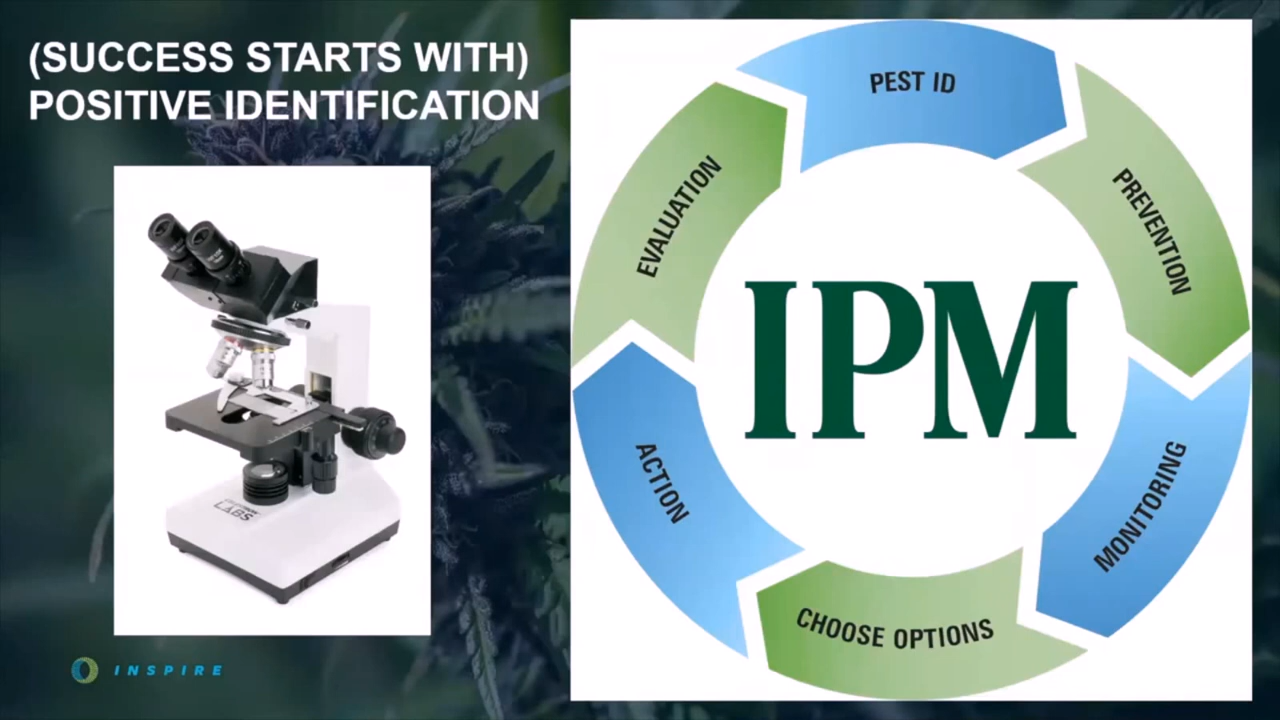 (SUCCESS STARTS WITH)
POSITIVE IDENTIFICATION
PEST ID
PREVENTION
MONITORING
CHOOSE OPTIONS
ACTION
EVALUATION
IPM
LABS
INSPIRE